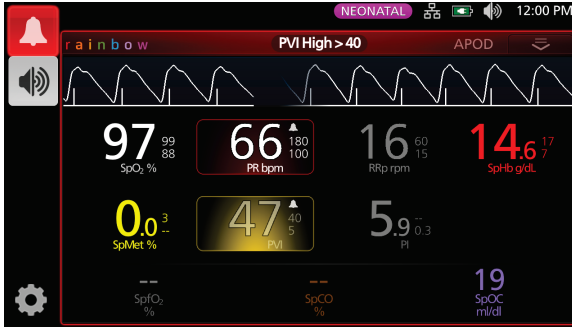 NEONATAL 12:00 PM
rainbow PVI High > 40 APOD
97 99 88 SpO₂ %
66 180 100 PR bpm
16 60 15 RRp rpm
14.6 17 7 SpHb g/dL
0.0 3 -- SpMet %
47 40 5 PVI
5.9 -- 0.3 PI
-- SpfO₂ %
-- SpCO %
19 SpOC ml/dl